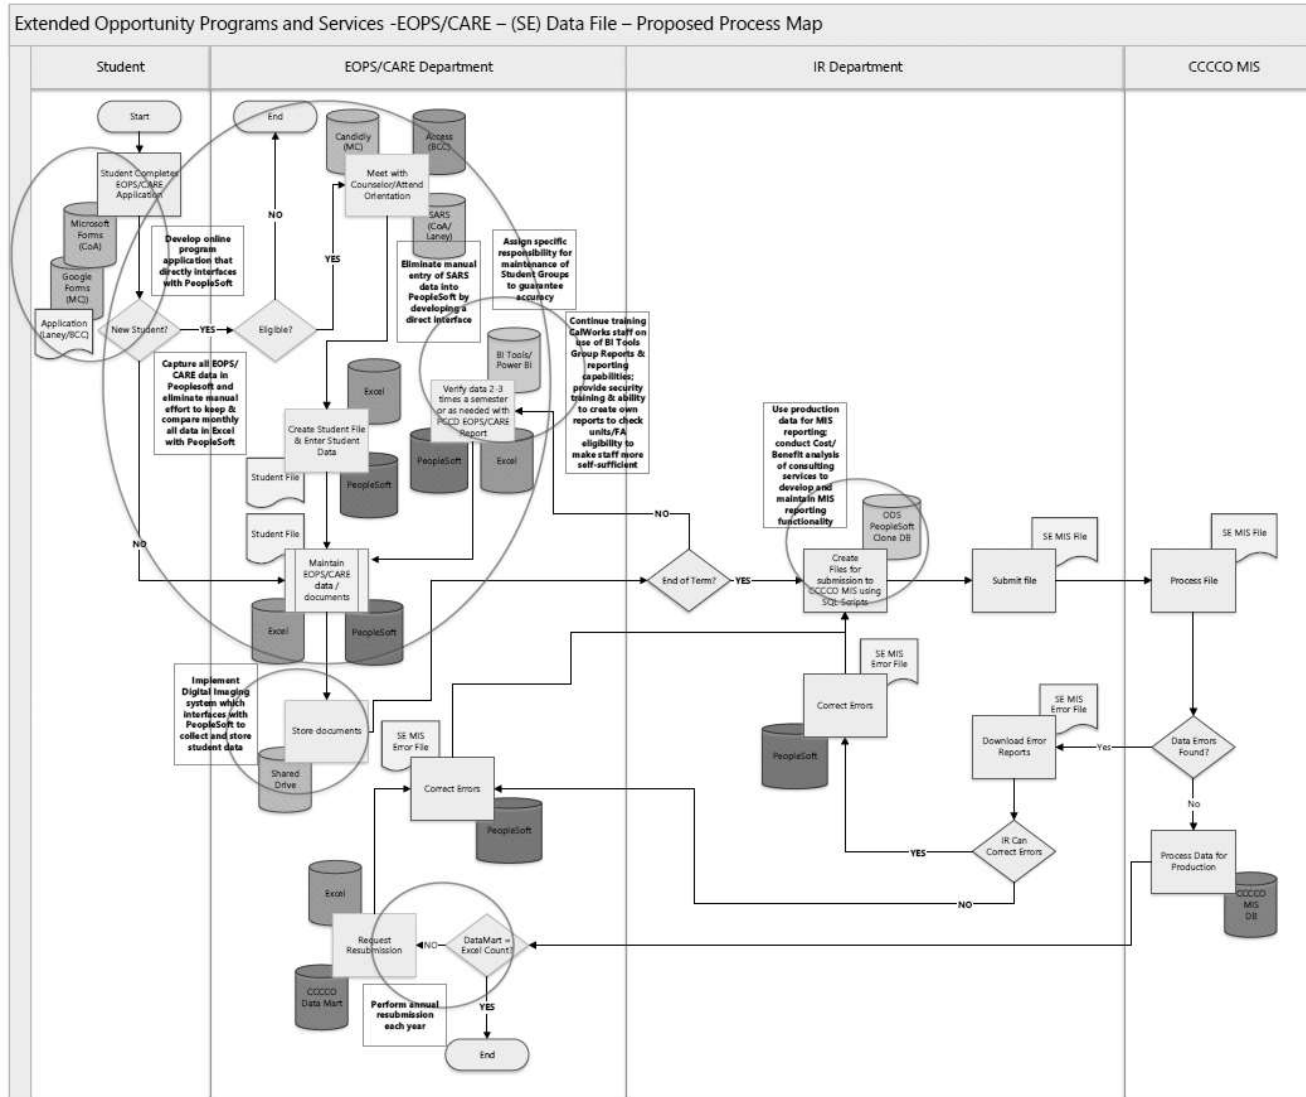 Extended Opportunity Programs and Services -EOPS/CARE – (SE) Data File – Proposed Process Map
Student
EOPS/CARE Department
IR Department
CCCCO MIS
Start
Student Completes
EOPS/CARE
Application
Microsoft
Forms
(CoA)
Google
Forms
(MC))
Application
(Laney/BCC)
Develop online
program
application that
directly interfaces
with PeopleSoft
New Student?
YES
NO
Capture all EOPS/
CARE data in
Peoplesoft and
eliminate manual
effort to keep &
compare monthly
all data in Excel
with PeopleSoft
End
NO
Eligible?
YES
Candidly
(MC)
Access
(BCC)
Meet with
Counselor/Attend
Orientation
SARS
(CoA/
Laney)
Eliminate manual
entry of SARS
data into
PeopleSoft by
developing a
direct interface
Assign specific
responsibility for
maintenance of
Student Groups
to guarantee
accuracy
BI Tools/
Power BI
Verify data 2-3
times a semester
or as needed with
PCCD EOPS/CARE
Report
PeopleSoft
Excel
Continue training
CalWorks staff on
use of BI Tools
Group Reports &
reporting
capabilities;
provide security
training & ability
to create own
reports to check
units/FA
eligibility to
make staff more
self-sufficient
Excel
Create Student File
& Enter Student
Data
Student File
PeopleSoft
Student File
Maintain
EOPS/CARE
data /
documents
Excel
PeopleSoft
Implement
Digital Imaging
system which
interfaces with
PeopleSoft to
collect and store
student data
Store documents
Shared
Drive
Use production
data for MIS
reporting;
conduct Cost/
Benefit analysis
of consulting
services to
develop and
maintain MIS
reporting
functionality
ODS
PeopleSoft
Clone DB
NO
End of Term?
YES
Create
Files for
submission to
CCCCO MIS using
SQL Scripts
SE MIS File
Submit file
SE MIS File
Process File
SE MIS
Error File
Correct Errors
PeopleSoft
SE MIS
Error File
Download Error
Reports
Yes
Data Errors
Found?
No
IR Can
Correct Errors
YES
NO
Process Data for
Production
CCCCO
MIS
DB
SE MIS
Error File
Correct Errors
PeopleSoft
Excel
Request
Resubmission
CCCCO
Data Mart
NO
DataMart =
Excel Count?
Perform annual
resubmission
each year
YES
End